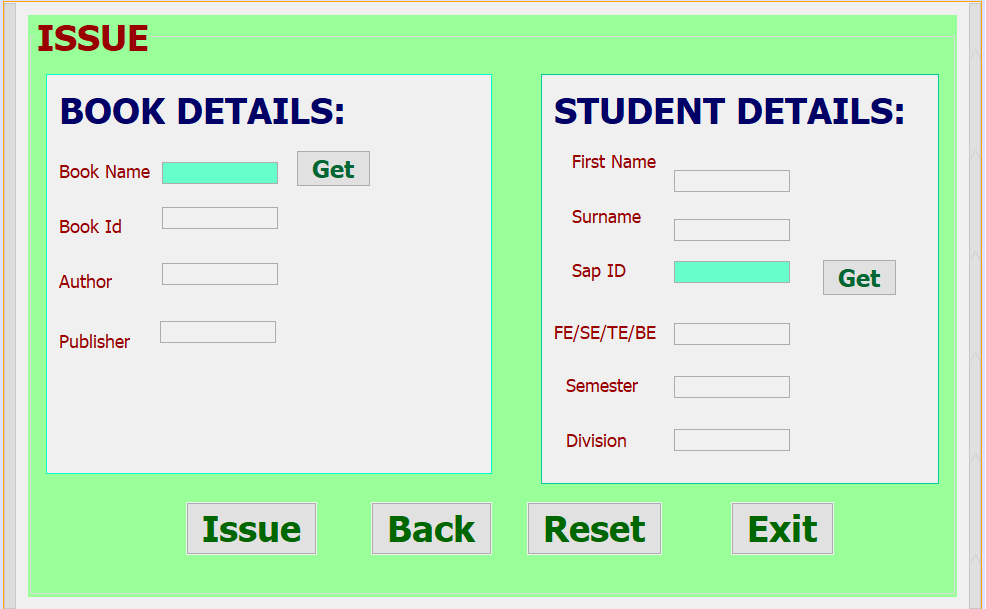 ISSUE
BOOK DETAILS:
Book Name
Get
Book Id
Author
Publisher
STUDENT DETAILS:
First Name
Surname
Sap ID
Get
FE/SE/TE/BE
Semester
Division
Issue
Back
Reset
Exit